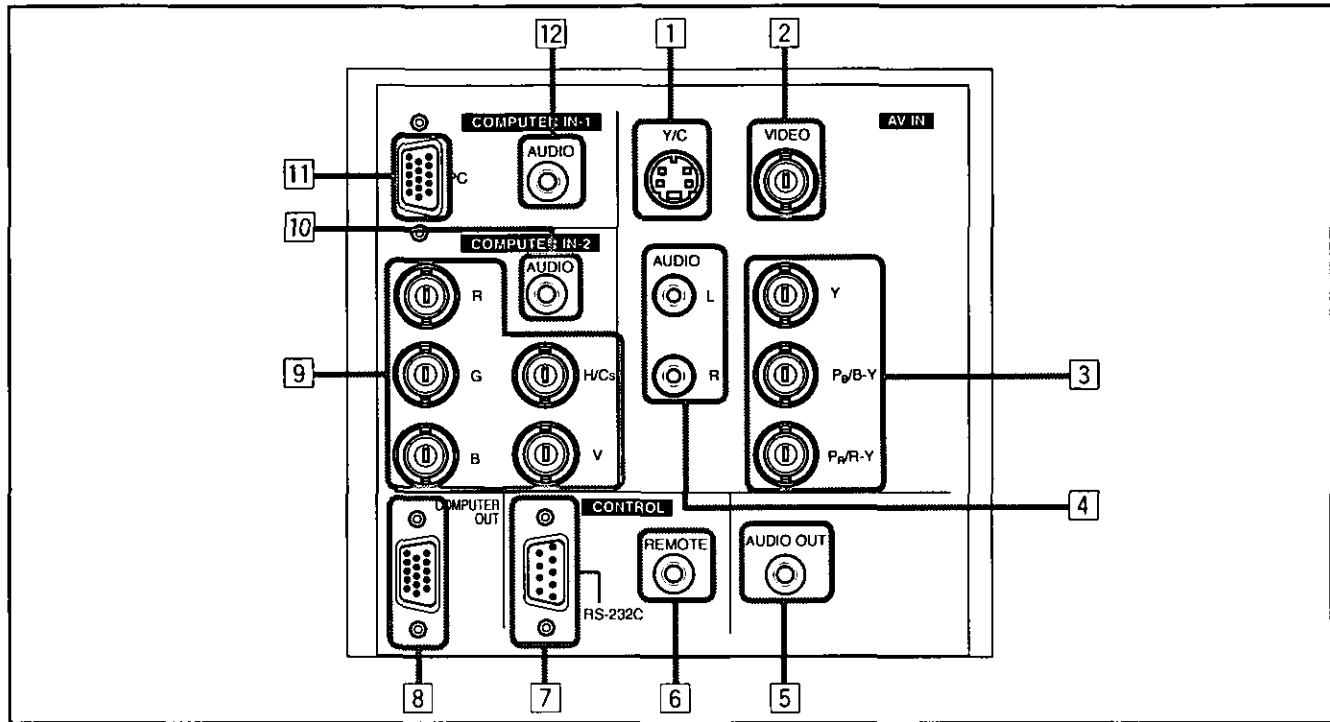 12
1
2
COMPUTER IN-1
AV IN
Y/C
VIDEO
AUDIO
11
PC
10
COMPUTER IN-2
AUDIO
AUDIO
R
L
Y
9
G
H/Cs
R
PB/B-Y
3
B
V
PR/R-Y
4
COMPUTER
OUT
CONTROL
REMOTE
AUDIO OUT
RS-232C
8
7
6
5